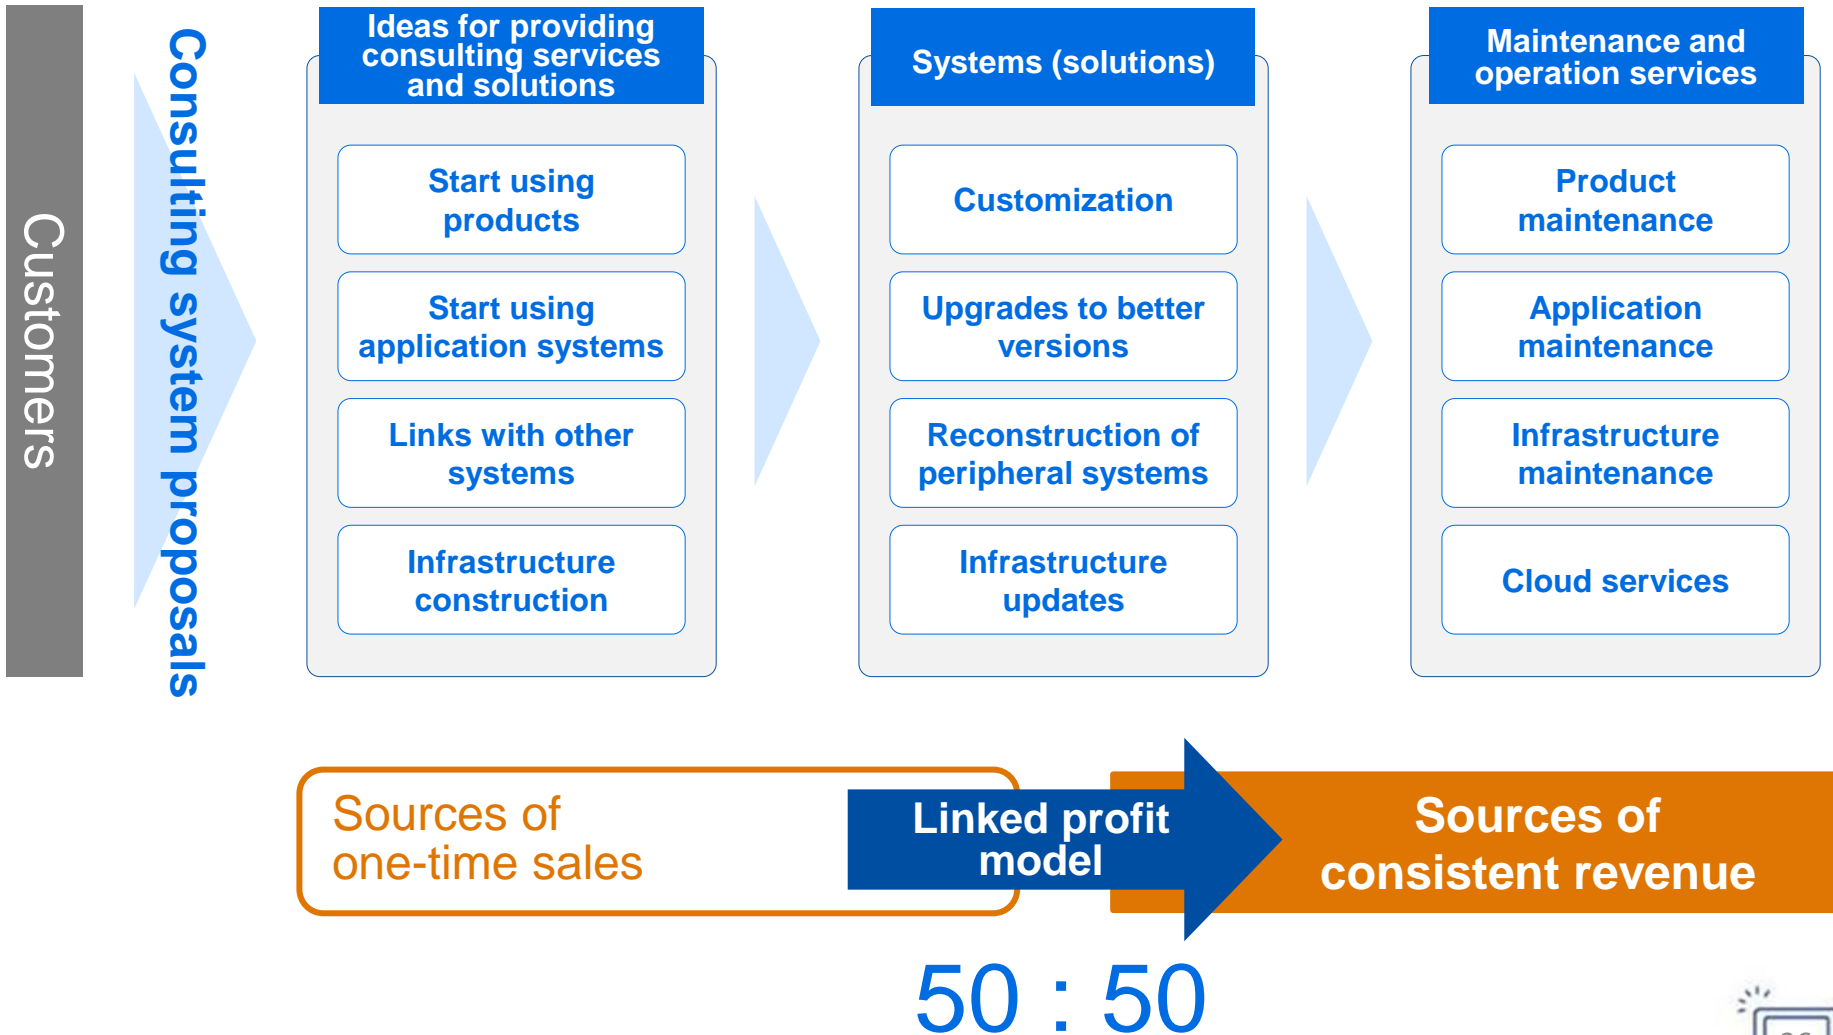 Customers
Consulting system proposals
Ideas for providing
consulting services
and solutions
Start using
products
Start using
application systems
Links with other
systems
Infrastructure
construction
Systems (solutions)
Customization
Upgrades to better
versions
Reconstruction of
peripheral systems
Infrastructure
updates
Maintenance and
operation services
Product
maintenance
Application
maintenance
Infrastructure
maintenance
Cloud services
Sources of
one-time sales
Linked profit
model
Sources of
consistent revenue
50 : 50